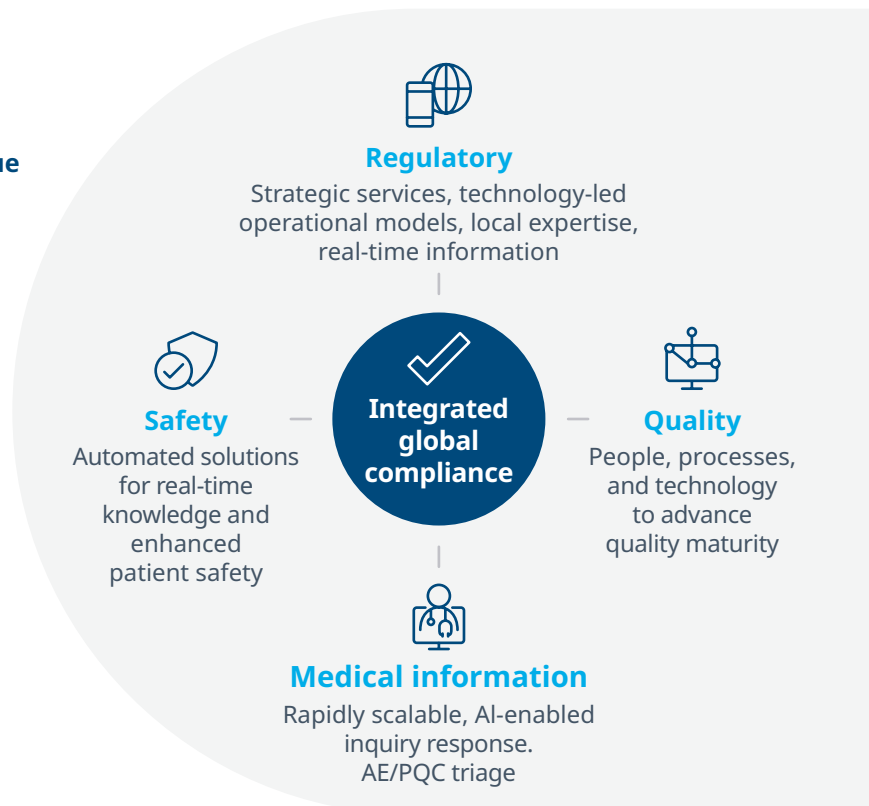 ue
Regulatory
Strategic services, technology-led
operational models, local expertise,
real-time information
Integrated
global
compliance
Safety
Automated solutions
for real-time
knowledge and
enhanced
patient safety
Quality
People, processes,
and technology
to advance
quality maturity
Medical information
Rapidly scalable, AI-enabled
inquiry response.
AE/PQC triage